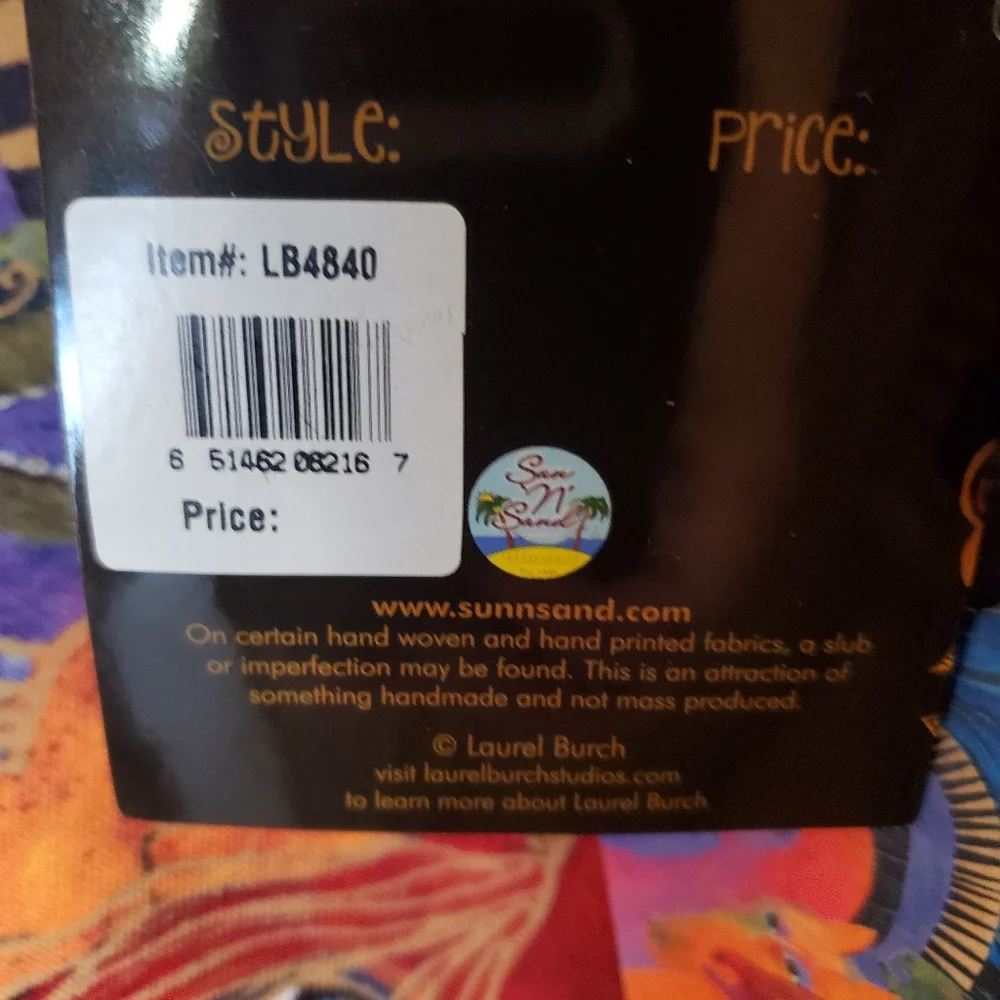 Style:
Price:
Item#: LB4840
6 51462 08216 7
Price:
Sun
'N'
Sand
www.sunnsand.com
On certain hand woven and hand printed fabrics, a slub
or imperfection may be found. This is an attraction of
something handmade and not mass produced.
© Laurel Burch
visit laurelburchstudios.com
to learn more about Laurel Burch